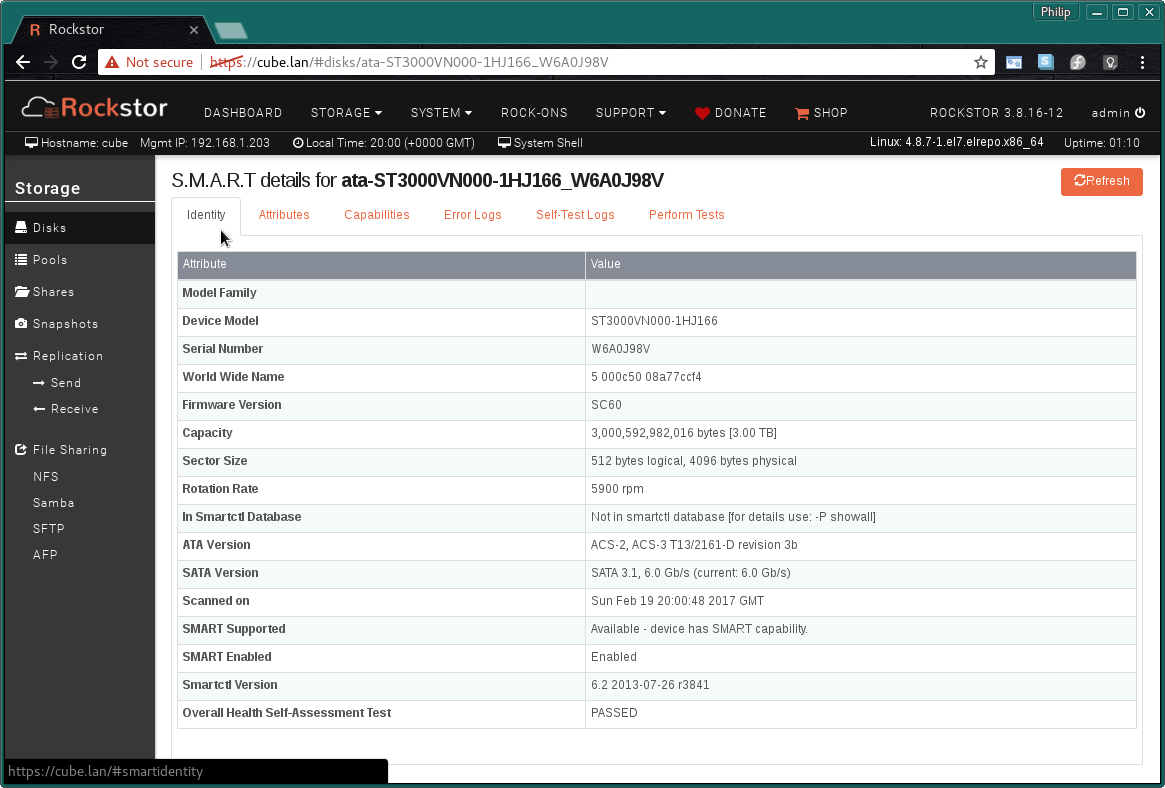 Philip
R Rockstor
Not secure https://cube.lan/#disks/ata-ST3000VN000-1HJ166_W6A0J98V
Rockstor DASHBOARD STORAGE SYSTEM ROCK-ONS SUPPORT DONATE SHOP ROCKSTOR 3.8.16-12 admin
Hostname: cube Mgmt IP: 192.168.1.203 Local Time: 20:00 (+0000 GMT) System Shell Linux: 4.8.7-1.el7.elrepo.x86_64 Uptime: 01:10
Storage
Disks
Pools
Shares
Snapshots
Replication
Send
Receive
File Sharing
NFS
Samba
SFTP
AFP
S.M.A.R.T details for ata-ST3000VN000-1HJ166_W6A0J98V
Refresh
Identity Attributes Capabilities Error Logs Self-Test Logs Perform Tests
Attribute Value
Model Family
Device Model ST3000VN000-1HJ166
Serial Number W6A0J98V
World Wide Name 5 000c50 08a77ccf4
Firmware Version SC60
Capacity 3,000,592,982,016 bytes [3.00 TB]
Sector Size 512 bytes logical, 4096 bytes physical
Rotation Rate 5900 rpm
In Smartctl Database Not in smartctl database [for details use: -P showall]
ATA Version ACS-2, ACS-3 T13/2161-D revision 3b
SATA Version SATA 3.1, 6.0 Gb/s (current: 6.0 Gb/s)
Scanned on Sun Feb 19 20:00:48 2017 GMT
SMART Supported Available - device has SMART capability.
SMART Enabled Enabled
Smartctl Version 6.2 2013-07-26 r3841
Overall Health Self-Assessment Test PASSED
https://cube.lan/#smartidentity